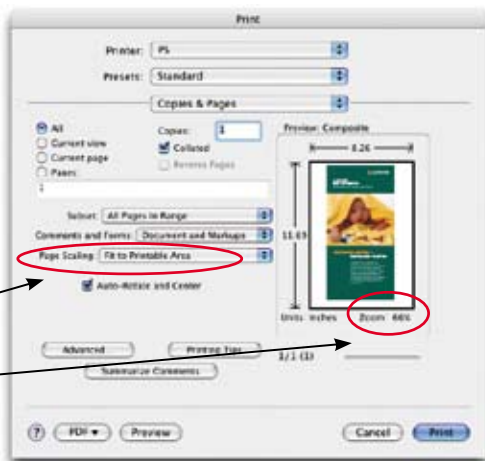 Print
Printer: PS
Presets: Standard
Copies & Pages
All
Current view
Current page
Pages:
1
Copies: 1
Collated
Reverse Pages
Subset: All Pages in Range
Comments and Forms: Document and Markups
Page Scaling: Fit to Printable Area
Auto-Rotate and Center
Advanced
Printing Tips
Summarize Comments
Preview: Composite
8.26
11.69
Units: Inches Zoom: 66%
1/1 (1)
? PDF Preview Cancel Print